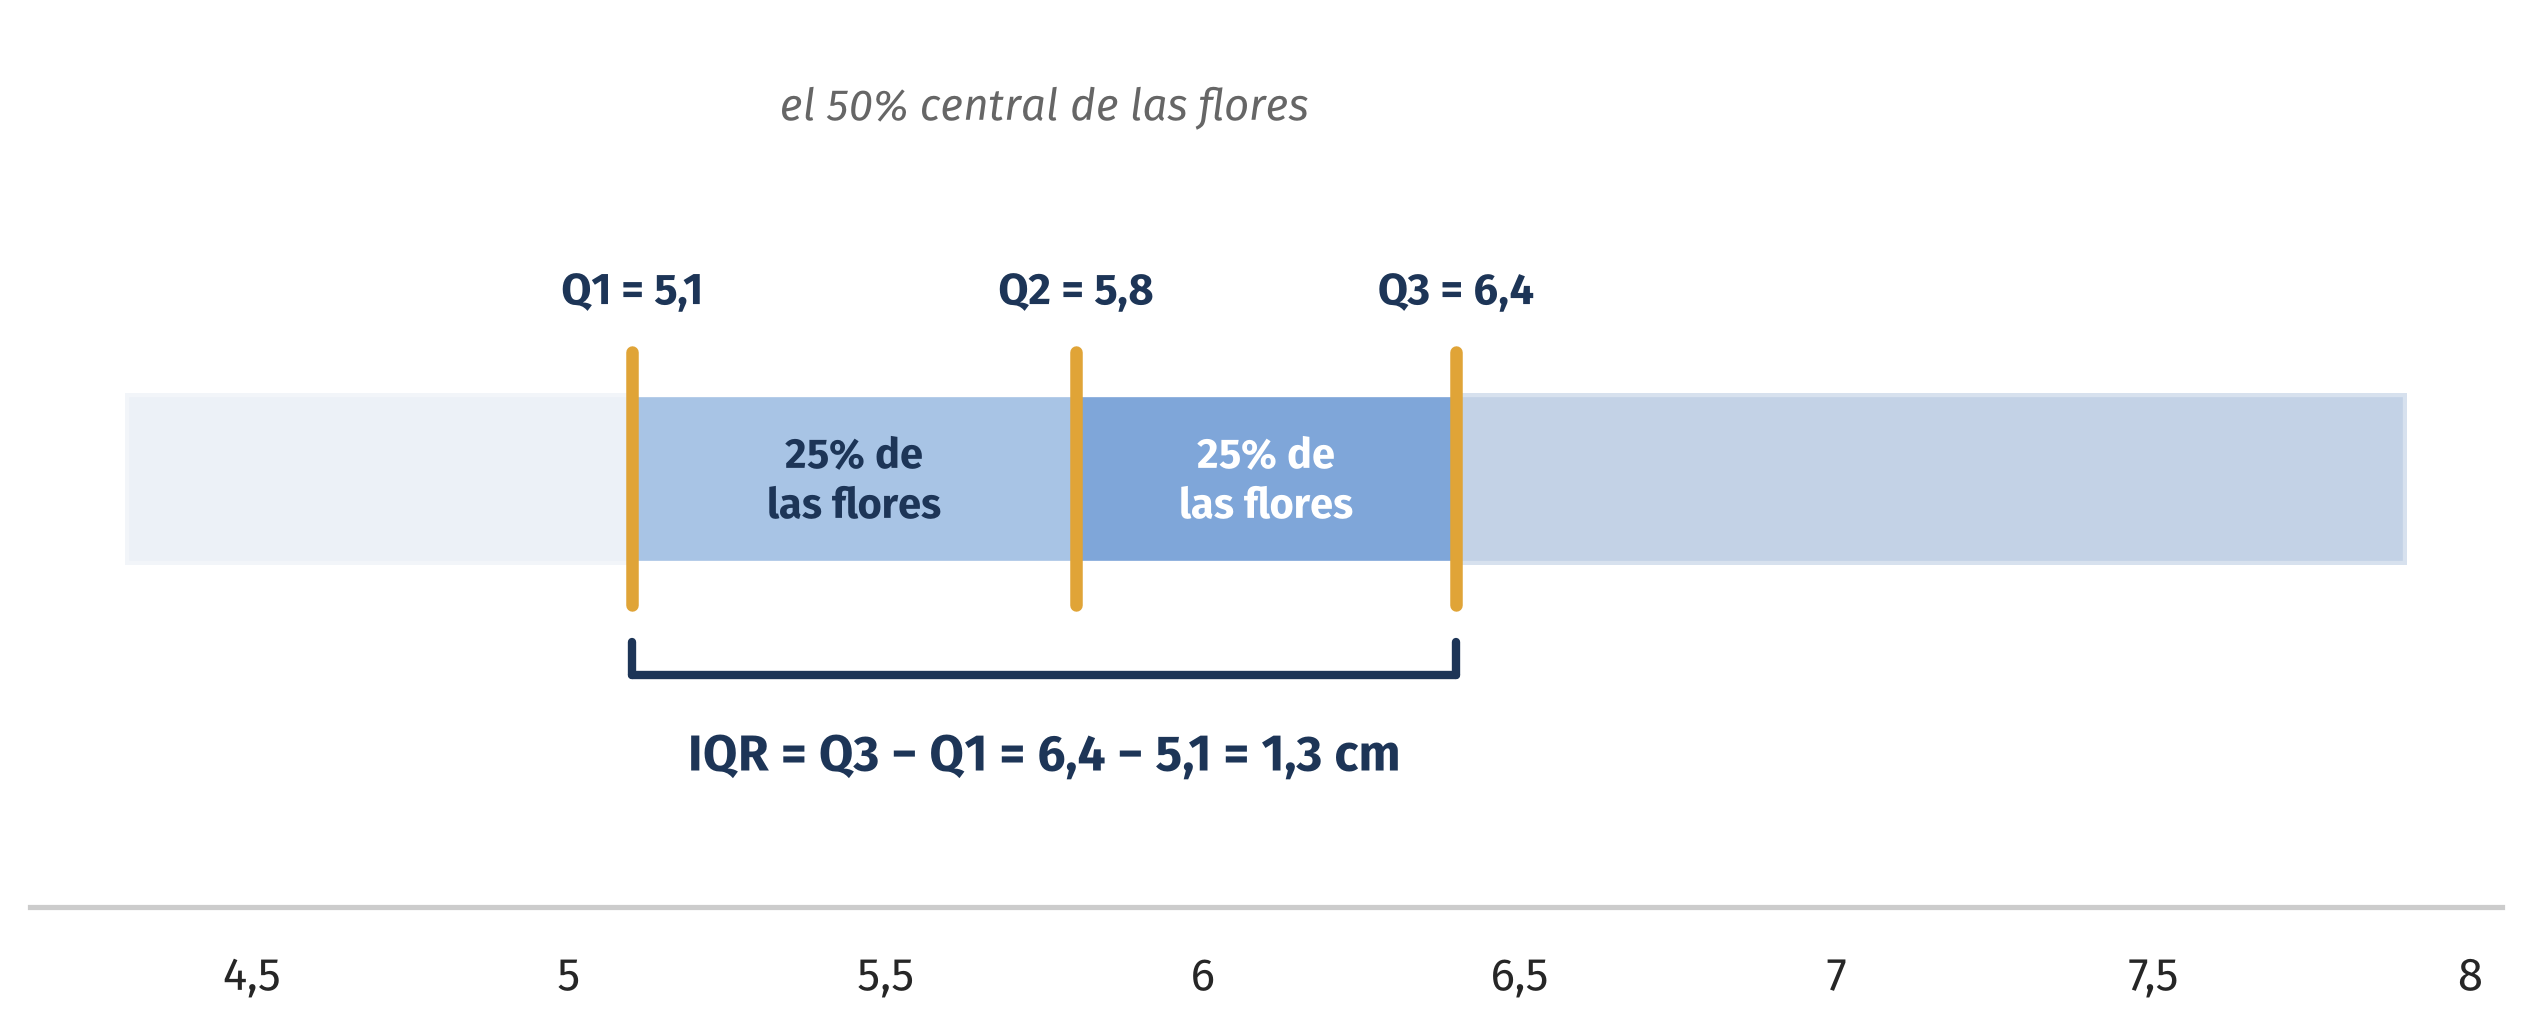 el 50% central de las flores
Q1 = 5,1
Q2 = 5,8
Q3 = 6,4
25% de
las flores
25% de
las flores
IQR = Q3 − Q1 = 6,4 − 5,1 = 1,3 cm
4,5
5
5,5
6
6,5
7
7,5
8